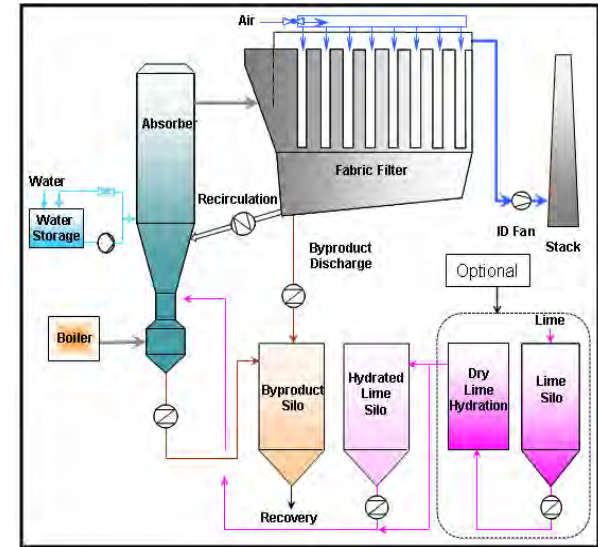 Air
Absorber
Fabric Filter
Water
Recirculation
Water
Storage
ID Fan
Stack
Byproduct
Discharge
Optional
Boiler
Lime
Byproduct
Silo
Hydrated
Lime
Silo
Dry
Lime
Hydration
Lime
Silo
Recovery